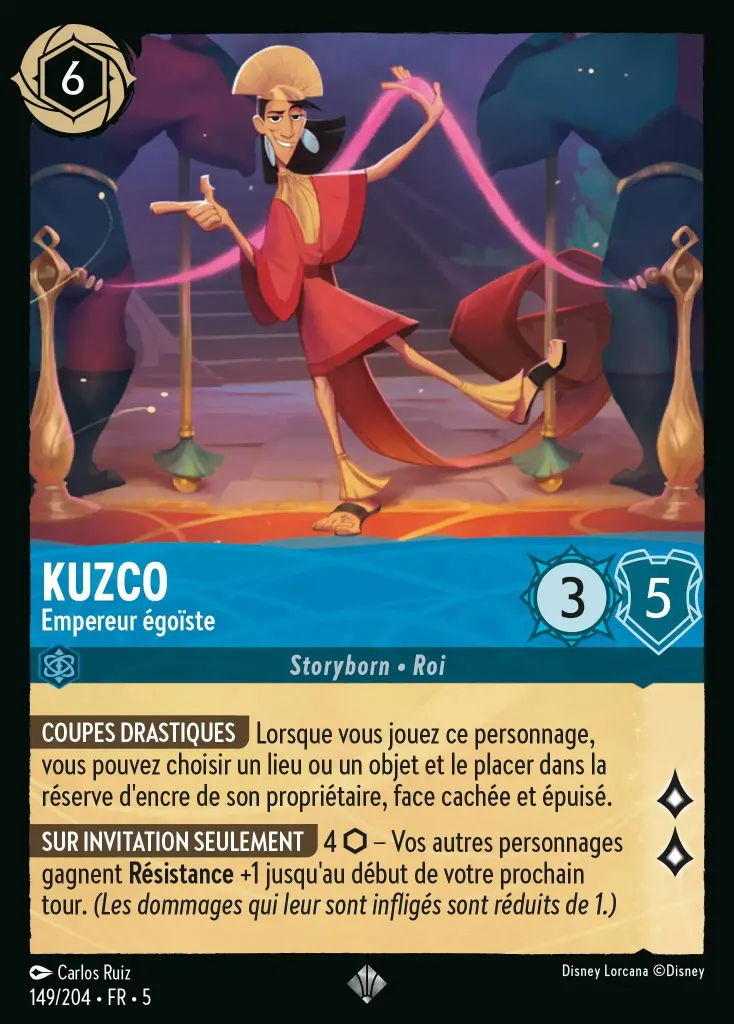 6
KUZCO
Empereur égoïste
3
5
Storyborn • Roi
COUPES DRASTIQUES Lorsque vous jouez ce personnage,
vous pouvez choisir un lieu ou un objet et le placer dans la
réserve d'encre de son propriétaire, face cachée et épuisé.
SUR INVITATION SEULEMENT 4 ⬡ – Vos autres personnages
gagnent Résistance +1 jusqu'au début de votre prochain
tour. (Les dommages qui leur sont infligés sont réduits de 1.)
Carlos Ruiz
Disney Lorcana ©Disney
149/204 • FR • 5